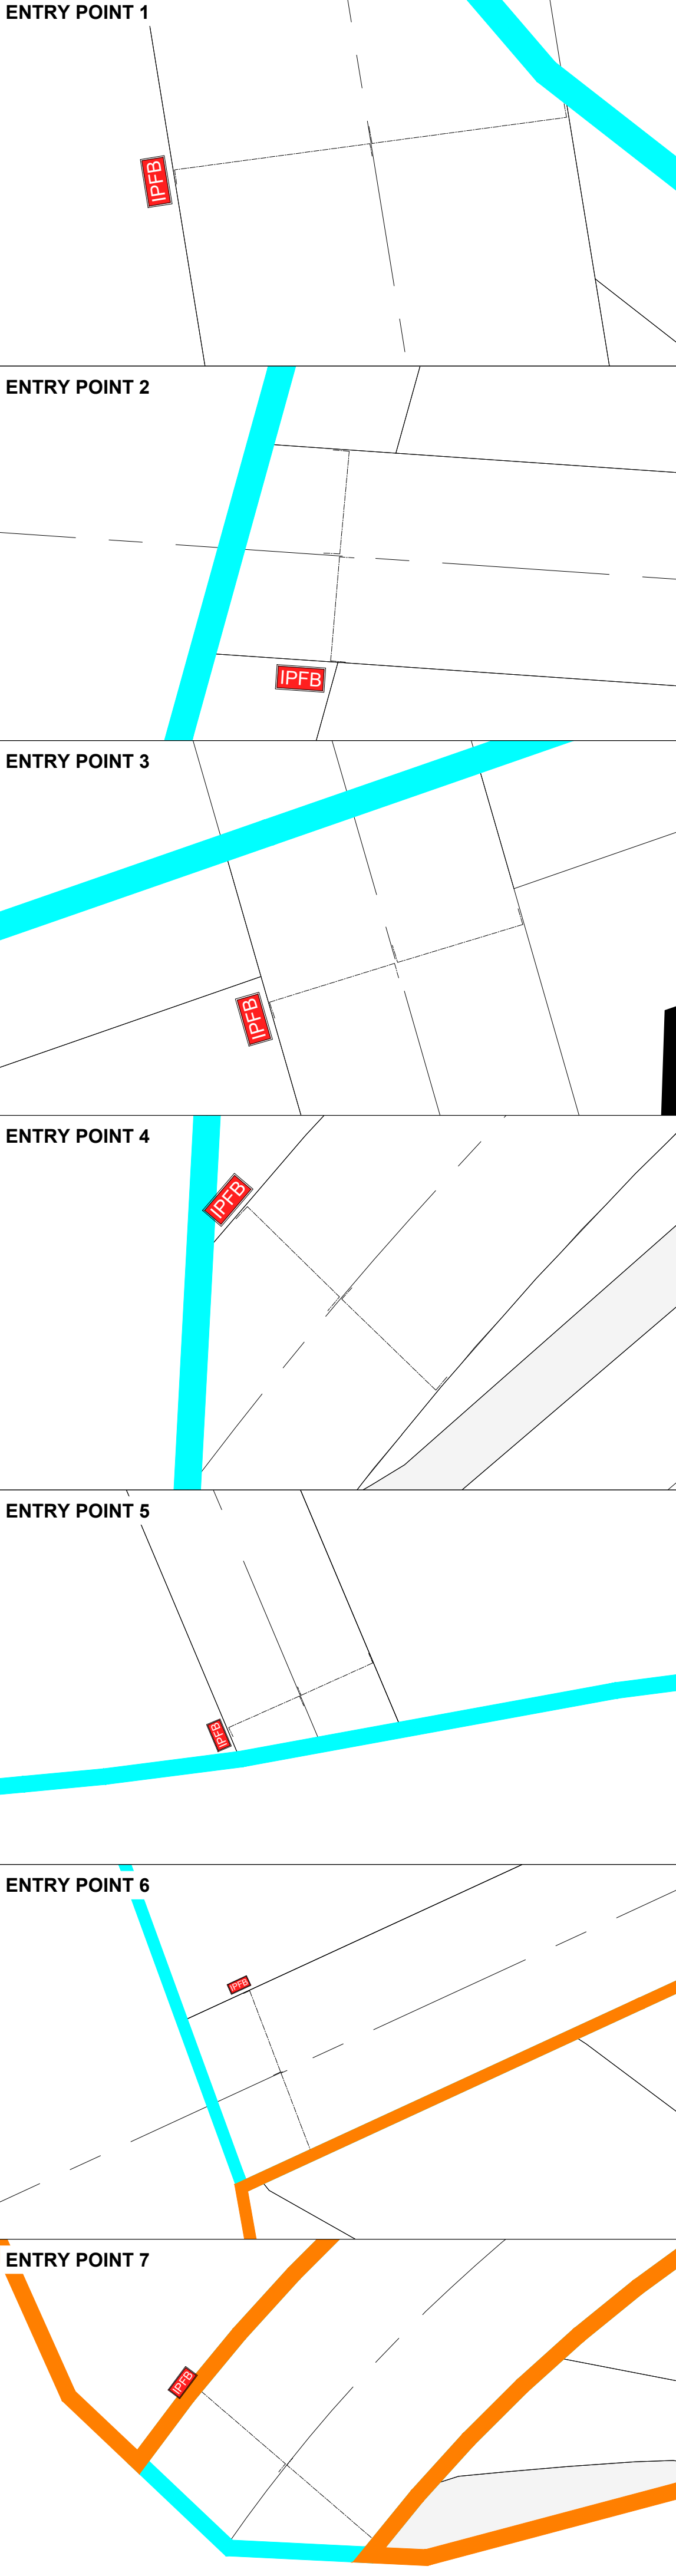 ENTRY POINT 1
IPFB
ENTRY POINT 2
IPFB
ENTRY POINT 3
IPFB
ENTRY POINT 4
IPFB
ENTRY POINT 5
IPFB
ENTRY POINT 6
IPFB
ENTRY POINT 7
IPFB